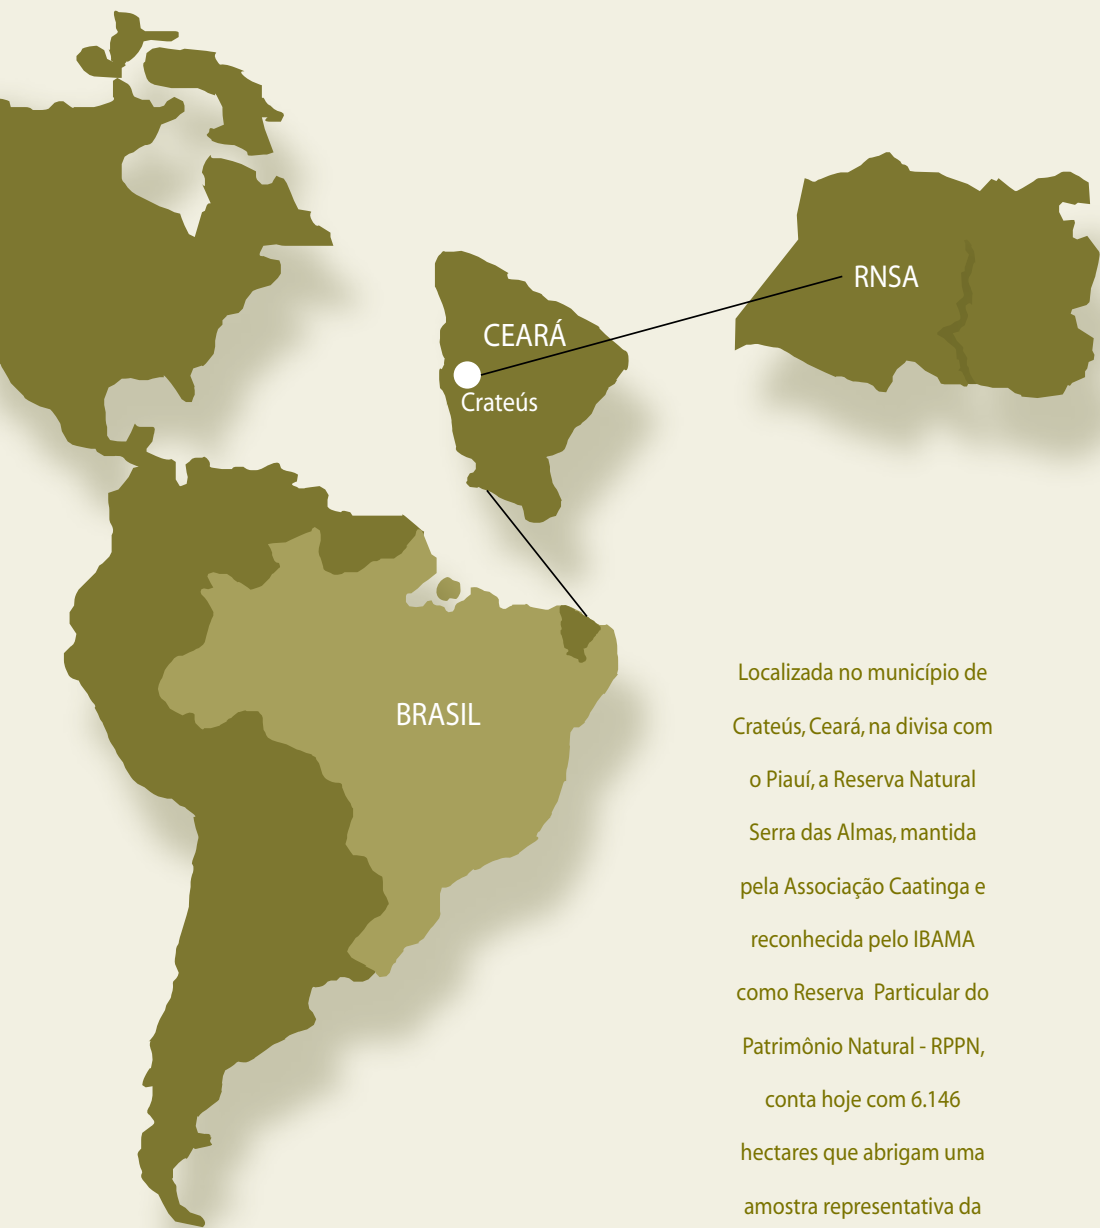 RNSA
CEARÁ
Crateús
BRASIL
Localizada no município de
Crateús, Ceará, na divisa com
o Piauí, a Reserva Natural
Serra das Almas, mantida
pela Associação Caatinga e
reconhecida pelo IBAMA
como Reserva Particular do
Patrimônio Natural - RPPN,
conta hoje com 6.146
hectares que abrigam uma
amostra representativa da